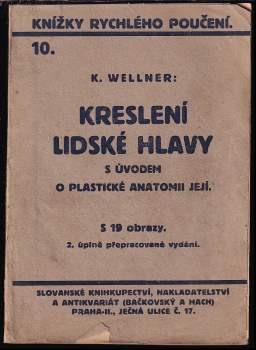 KNÍŽKY RYCHLÉHO POUČENÍ.
10.
K. WELLNER:
KRESLENÍ
LIDSKÉ HLAVY
S ÚVODEM
O PLASTICKÉ ANATOMII JEJÍ.
S 19 obrazy.
2. úplně přepracované vydání.
SLOVANSKÉ KNIHKUPECTVÍ, NAKLADATELSTVÍ
A ANTIKVARIÁT (BAČKOVSKÝ A HACH)
PRAHA-II., JEČNÁ ULICE Č. 17.